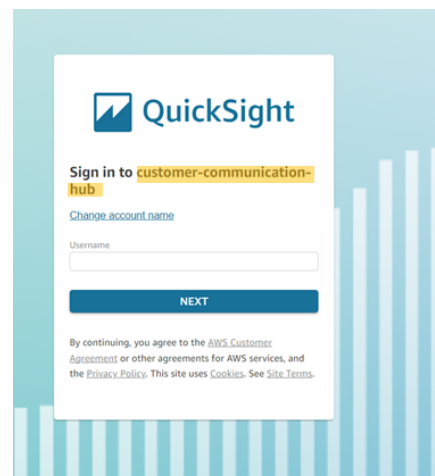 QuickSight
Sign in to customer-communication-
hub
Change account name
Username
NEXT
By continuing, you agree to the AWS Customer
Agreement or other agreements for AWS services, and
the Privacy Policy. This site uses Cookies. See Site Terms.